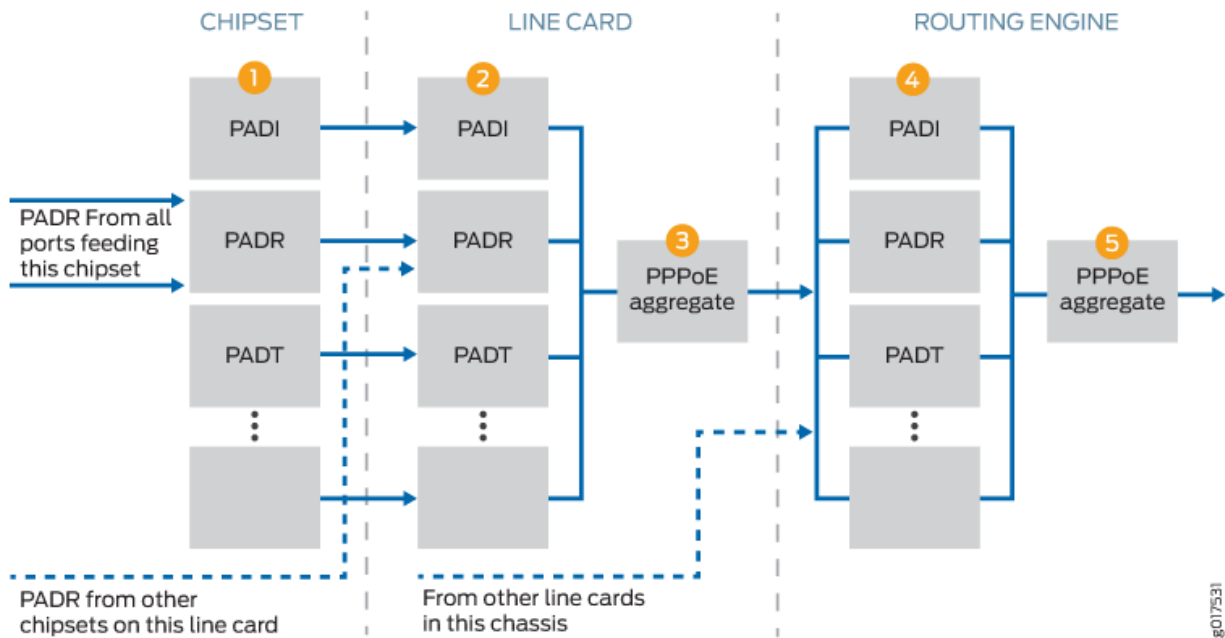 CHIPSET
LINE CARD
ROUTING ENGINE
1
2
4
PADI
PADI
PADI
PADR From all
ports feeding
this chipset
PADR
PADR
3
PPPoE
aggregate
PADR
5
PPPoE
aggregate
PADT
PADT
PADT
PADR from other
chipsets on this line card
From other line cards
in this chassis
g017531